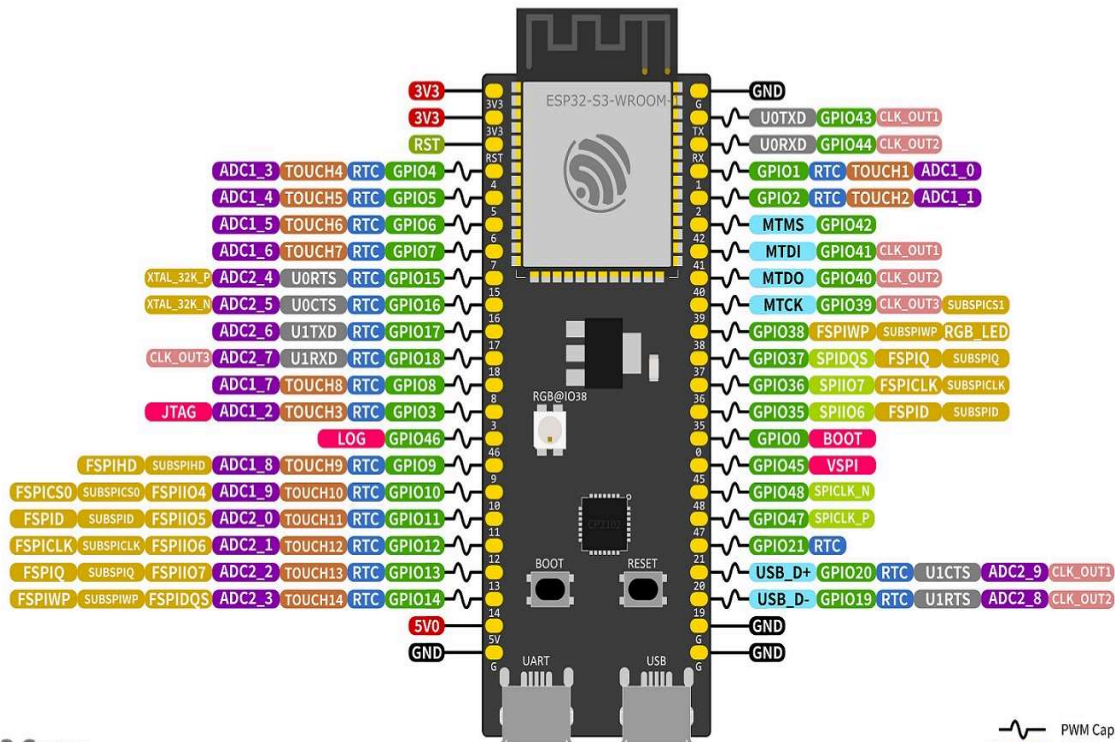 ESP32-S3-WROOM-
3V3 3V3 G GND
3V3 3V3 TX U0TXD GPIO43 CLK_OUT1
RST RST RX U0RXD GPIO44 CLK_OUT2
ADC1_3 TOUCH4 RTC GPIO4 4 1 GPIO1 RTC TOUCH1 ADC1_0
ADC1_4 TOUCH5 RTC GPIO5 5 2 GPIO2 RTC TOUCH2 ADC1_1
ADC1_5 TOUCH6 RTC GPIO6 6 42 MTMS GPIO42
ADC1_6 TOUCH7 RTC GPIO7 7 41 MTDI GPIO41 CLK_OUT1
XTAL_32K_P ADC2_4 U0RTS RTC GPIO15 15 40 MTDO GPIO40 CLK_OUT2
XTAL_32K_N ADC2_5 U0CTS RTC GPIO16 16 39 MTCK GPIO39 CLK_OUT3 SUBSPICS1
ADC2_6 U1TXD RTC GPIO17 17 38 GPIO38 FSPIWP SUBSPIWP RGB_LED
CLK_OUT3 ADC2_7 U1RXD RTC GPIO18 18 37 GPIO37 SPIDQS FSPIQ SUBSPIQ
ADC1_7 TOUCH8 RTC GPIO8 8 36 GPIO36 SPIIO7 FSPICLK SUBSPICLK
RGB@IO38
JTAG ADC1_2 TOUCH3 RTC GPIO3 3 35 GPIO35 SPIIO6 FSPID SUBSPID
LOG GPIO46 46 0 GPIO0 BOOT
FSPIHD SUBSPIHD ADC1_8 TOUCH9 RTC GPIO9 9 45 GPIO45 VSPI
FSPICS0 SUBSPICS0 FSPIIO4 ADC1_9 TOUCH10 RTC GPIO10 10 48 GPIO48 SPICLK_N
FSPID SUBSPID FSPIIO5 ADC2_0 TOUCH11 RTC GPIO11 11 CP2102 47 GPIO47 SPICLK_P
FSPICLK SUBSPICLK FSPIIO6 ADC2_1 TOUCH12 RTC GPIO12 12 21 GPIO21 RTC
BOOT RESET
FSPIQ SUBSPIQ FSPIIO7 ADC2_2 TOUCH13 RTC GPIO13 13 20 USB_D+ GPIO20 RTC U1CTS ADC2_9 CLK_OUT1
FSPIWP SUBSPIWP FSPIDQS ADC2_3 TOUCH14 RTC GPIO14 14 19 USB_D- GPIO19 RTC U1RTS ADC2_8 CLK_OUT2
5V0 5V G GND
GND G G GND
UART USB
PWM Cap